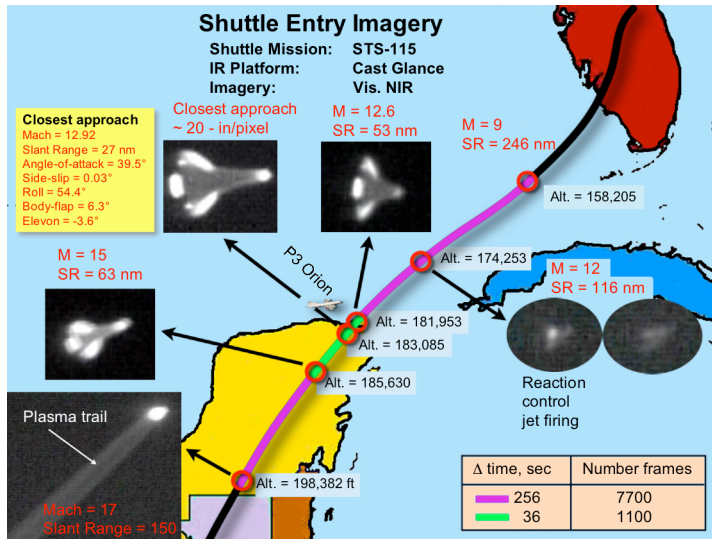 Shuttle Entry Imagery
Shuttle Mission: STS-115
IR Platform: Cast Glance
Imagery: Vis. NIR
Closest approach
Mach = 12.92
Slant Range = 27 nm
Angle-of-attack = 39.5°
Side-slip = 0.03°
Roll = 54.4°
Body-flap = 6.3°
Elevon = -3.6°
Closest approach
~ 20 - in/pixel
M = 12.6
SR = 53 nm
M = 9
SR = 246 nm
Alt. = 158,205
Alt. = 174,253
M = 15
SR = 63 nm
P3 Orion
M = 12
SR = 116 nm
Alt. = 181,953
Alt. = 183,085
Alt. = 185,630
Reaction
control
jet firing
Plasma trail
Alt. = 198,382 ft
Mach = 17
Slant Range = 150
Δ time, sec Number frames
256 7700
36 1100